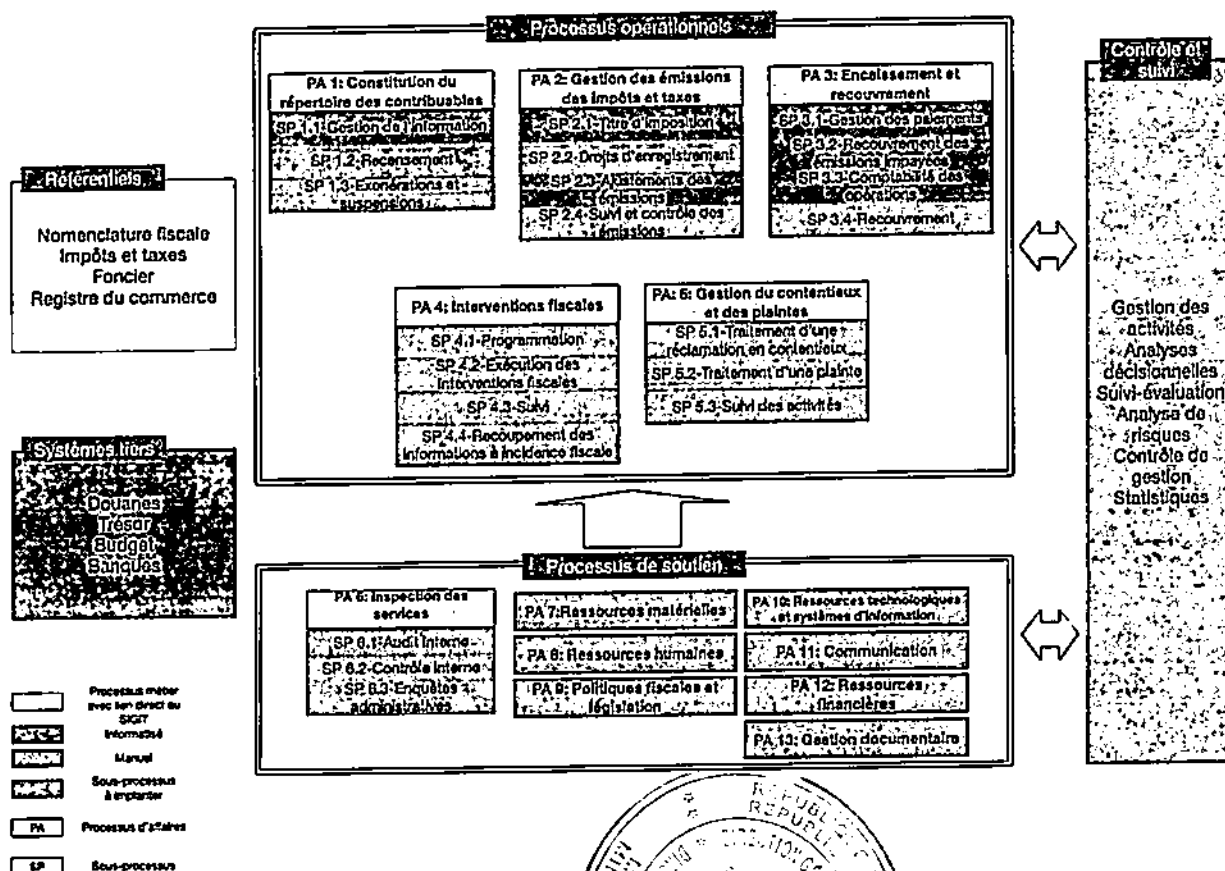 Processus opérationnels
PA 1: Constitution du
répertoire des contribuables
SP 1.1-Gestion de l'information
SP 1.2-Recensement
SP 1.3-Exonérations et
suspensions
PA 2: Gestion des émissions
des impôts et taxes
SP 2.1-Titre d'imposition
SP 2.2-Droits d'enregistrement
SP 2.3-Ajustements des
émissions
SP 2.4-Suivi et contrôle des
émissions
PA 3: Encaissement et
recouvrement
SP 3.1-Gestion des paiements
SP 3.2-Recouvrement des
émissions impayées
SP 3.3-Comptabilité des
opérations
SP 3.4-Recouvrement
PA 4: Interventions fiscales
SP 4.1-Programmation
SP 4.2-Exécution des
interventions fiscales
SP 4.3-Suivi
SP 4.4-Recoupement des
informations à incidence fiscale
PA: 5: Gestion du contentieux
et des plaintes
SP 5.1-Traitement d'une
réclamation en contentieux
SP 5.2-Traitement d'une plainte
SP 5.3-Suivi des activités
Référentiels
Nomenclature fiscale
Impôts et taxes
Foncier
Registre du commerce
Systèmes tiers
Douanes
Trésor
Budget
Banques
Contrôle et
suivi
Gestion des
activités
Analyses
décisionnelles
Suivi-évaluation
Analyse de
risques
Contrôle de
gestion
Statistiques
Processus de soutien
PA 6: Inspection des
services
SP 6.1-Audit interne
SP 6.2-Contrôle interne
SP 6.3-Enquêtes
administratives
PA 7:Ressources matérielles
PA 8: Ressources humaines
PA 9: Politiques fiscales et
législation
PA 10: Ressources technologiques
et systèmes d'information
PA 11: Communication
PA 12: Ressources
financières
PA 13: Gestion documentaire
Processus métier
avec lien direct au
SIGIT
Informatisé
Manuel
Sous-processus
à implanter
PA Processus d'affaires
SP Sous-processus
REPUBLI
REPUBLI
DIRECTION